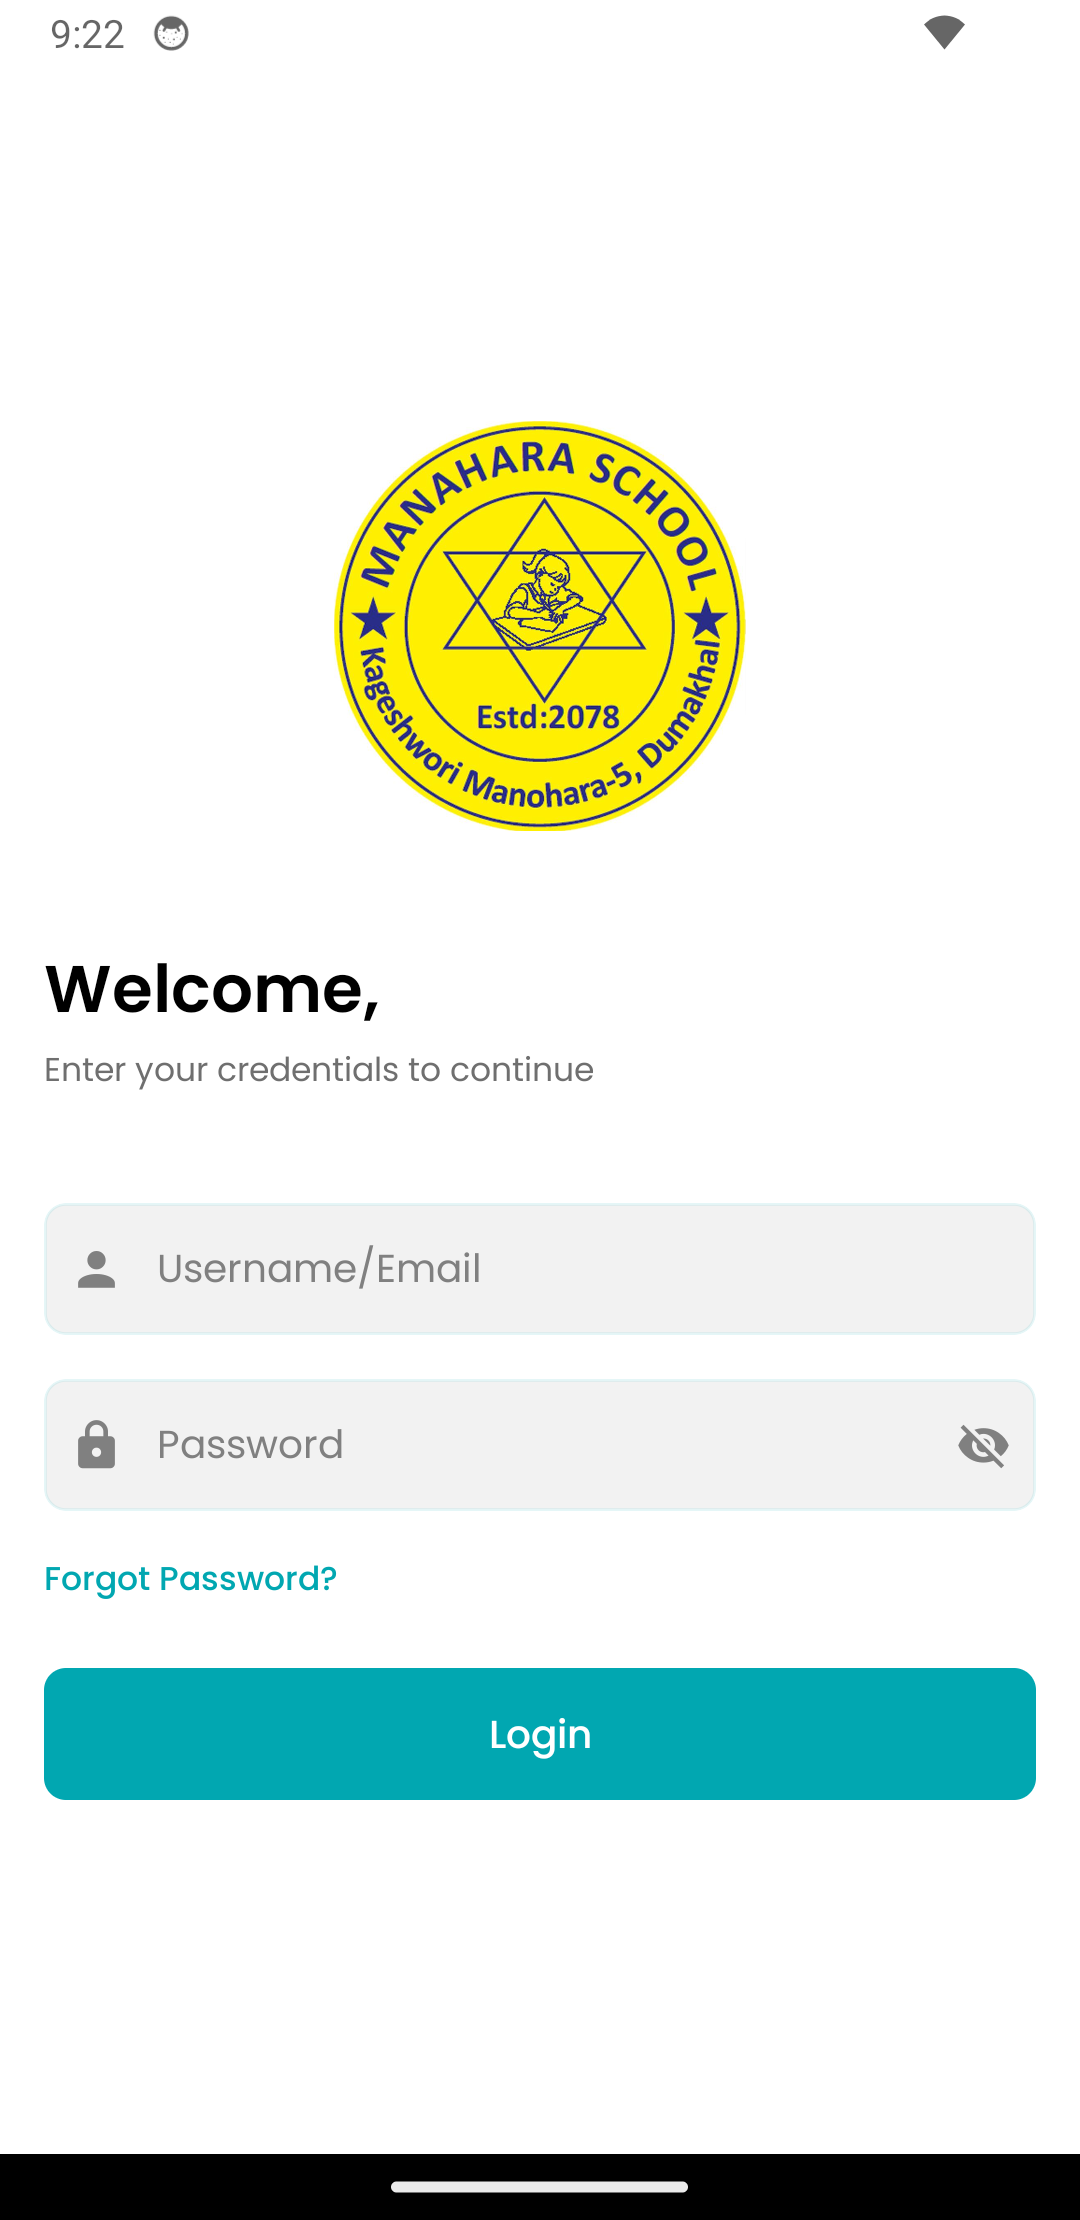 9:22
MANAHARA SCHOOL
Estd:2078
Kageshwori Manohara-5, Dumakhal
Welcome,
Enter your credentials to continue
Username/Email
Password
Forgot Password?
Login